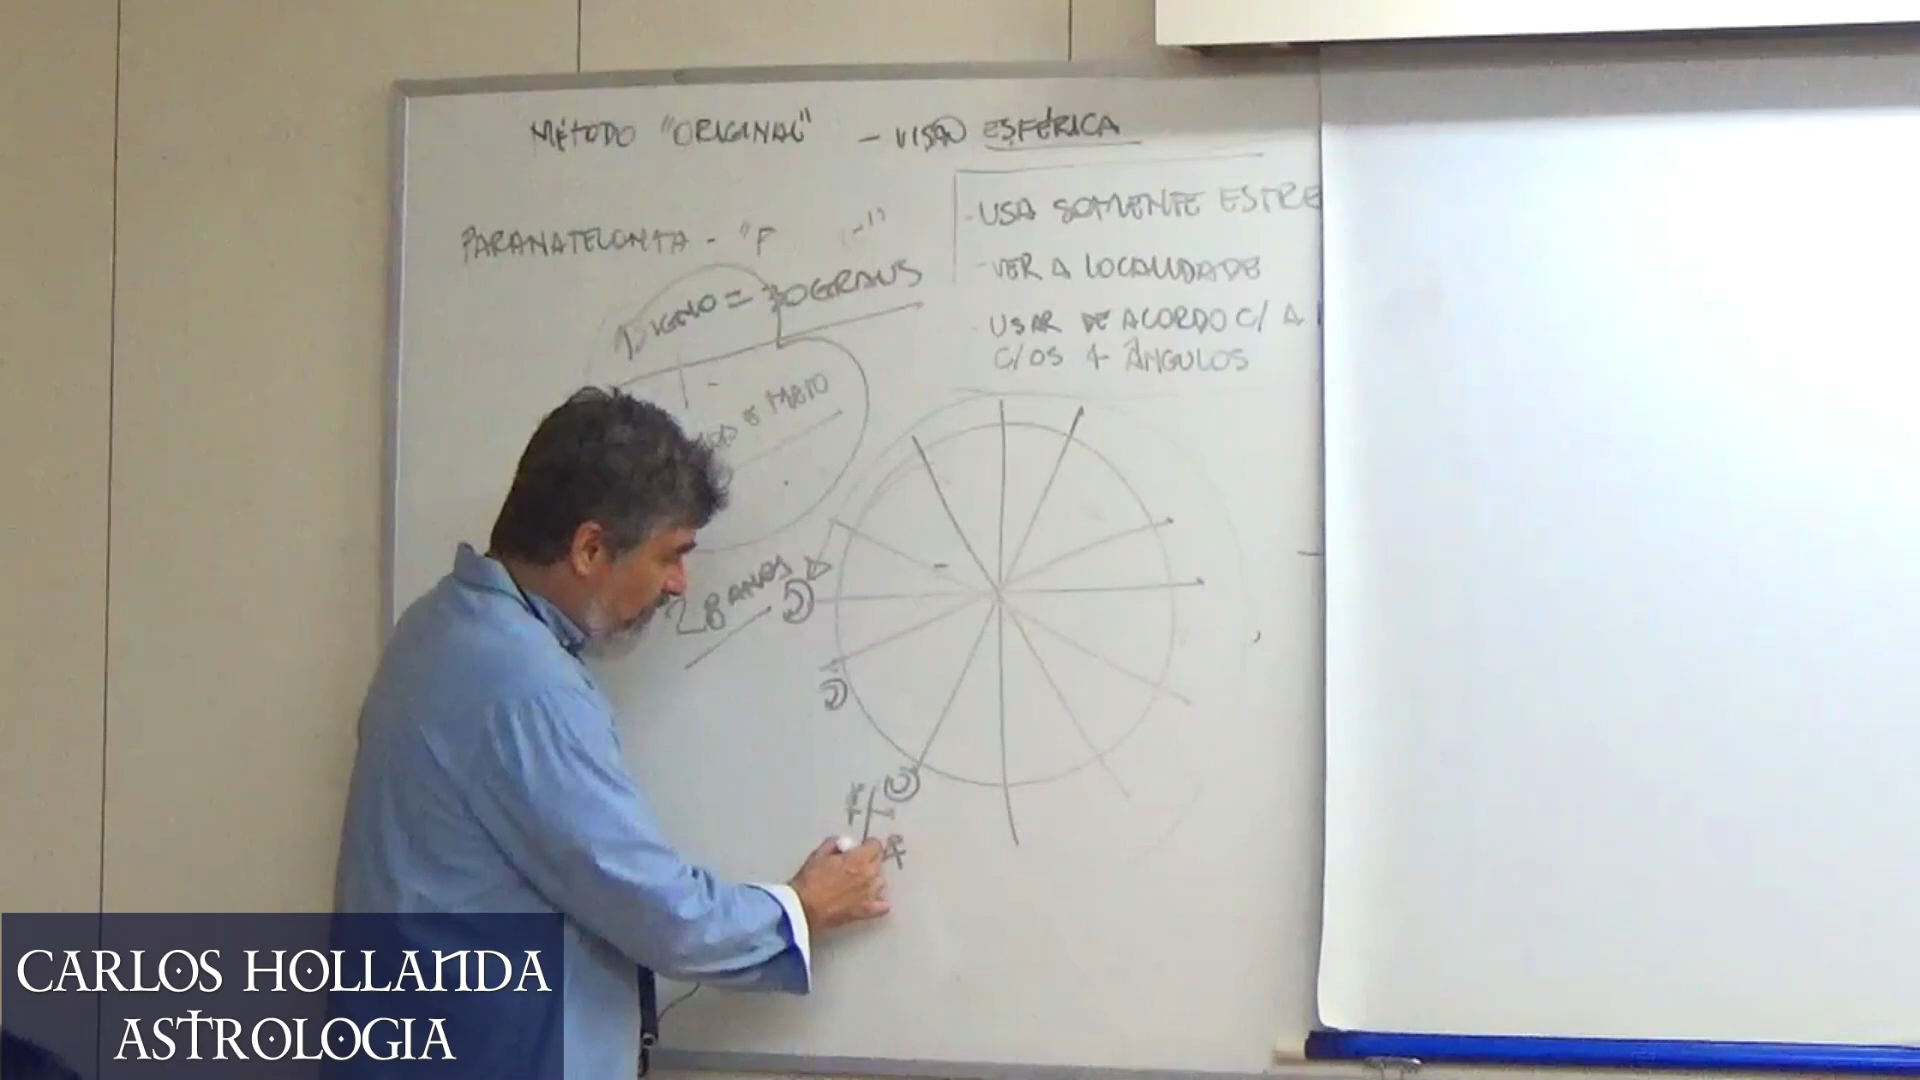 MÉTODO "ORIGINAL" - VISÃO ESFÉRICA
PARANATELONTA - "F
1 SIGNO = 30 GRAUS
E MEIO
- USA SOMENTE ESTRE
- VER A LOCALIDADE
USAR DE ACORDO C/ A
C/OS 4 ÂNGULOS
28 ANOS
CARLOS HOLLANDA
ASTROLOGIA